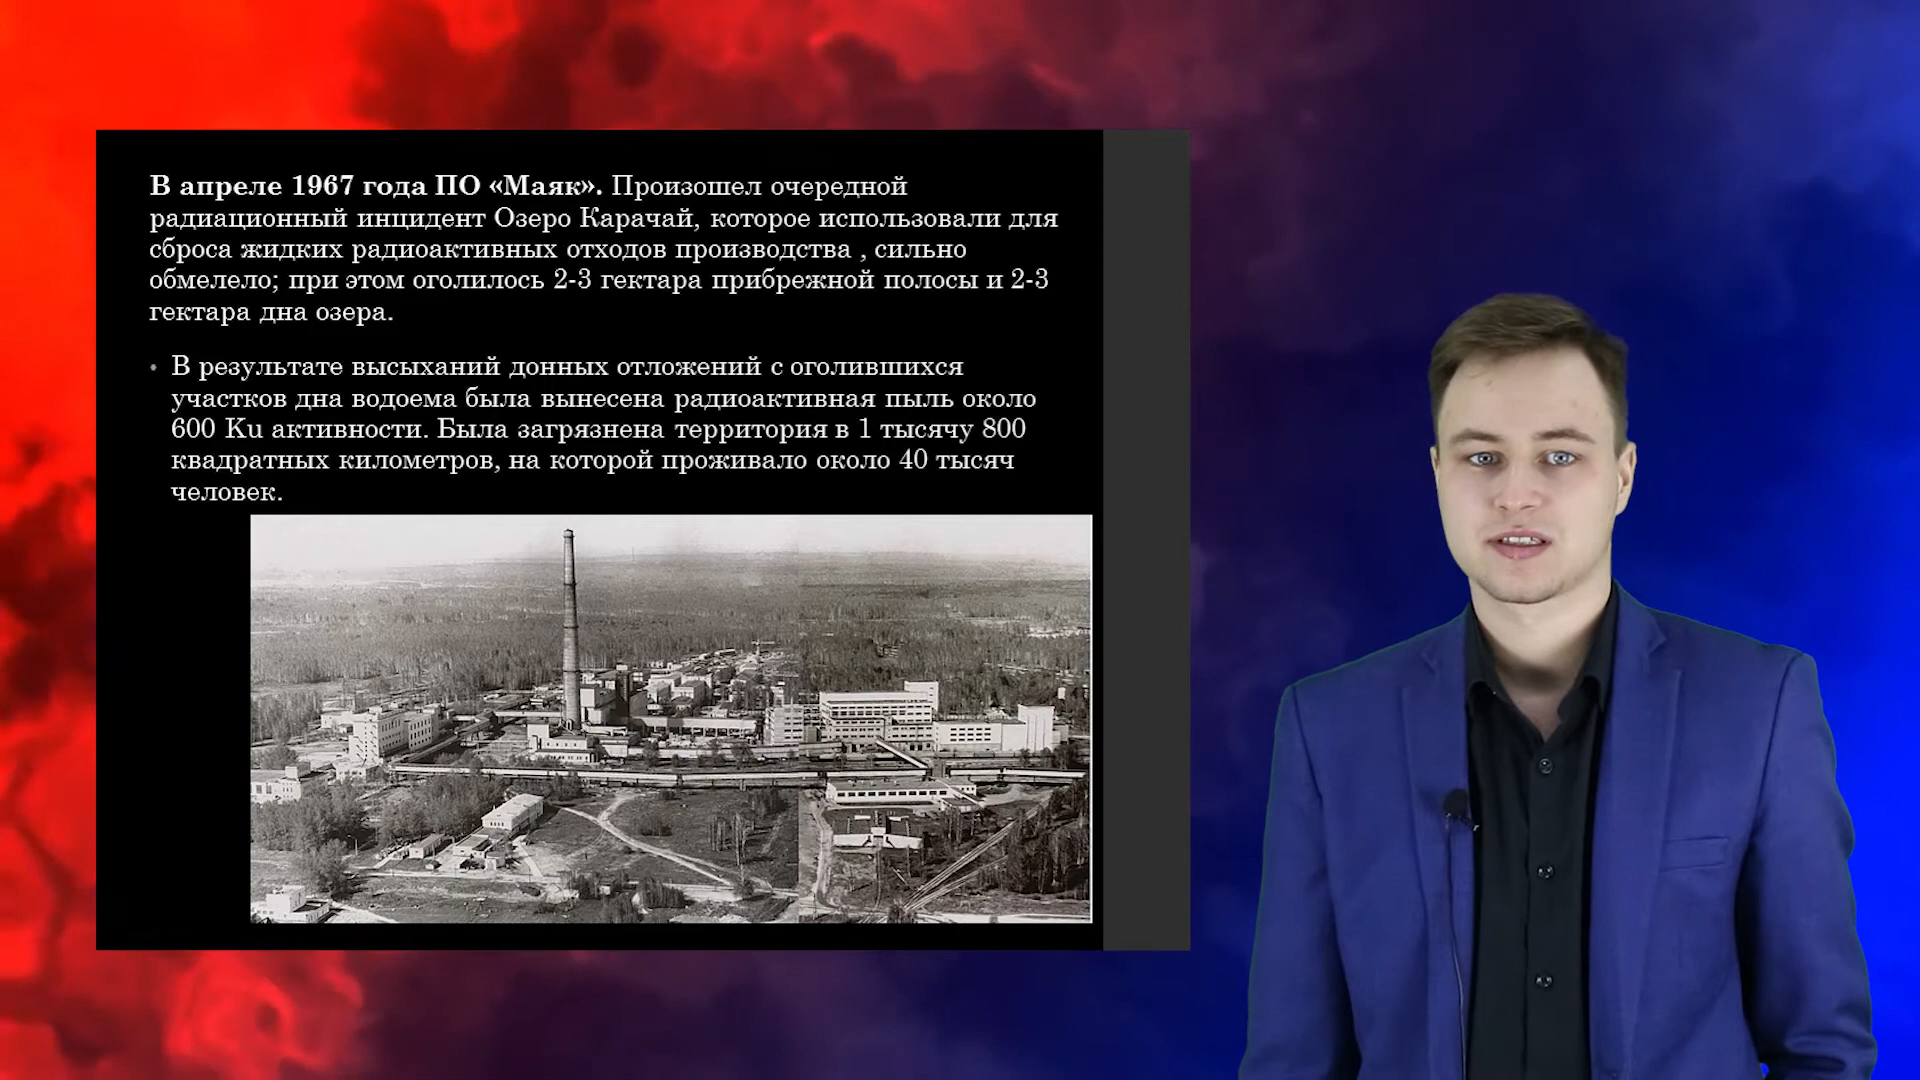 В апреле 1967 года ПО «Маяк». Произошел очередной
радиационный инцидент Озеро Карачай, которое использовали для
сброса жидких радиоактивных отходов производства , сильно
обмелело; при этом оголилось 2-3 гектара прибрежной полосы и 2-3
гектара дна озера.
• В результате высыханий донных отложений с оголившихся
участков дна водоема была вынесена радиоактивная пыль около
600 Ku активности. Была загрязнена территория в 1 тысячу 800
квадратных километров, на которой проживало около 40 тысяч
человек.